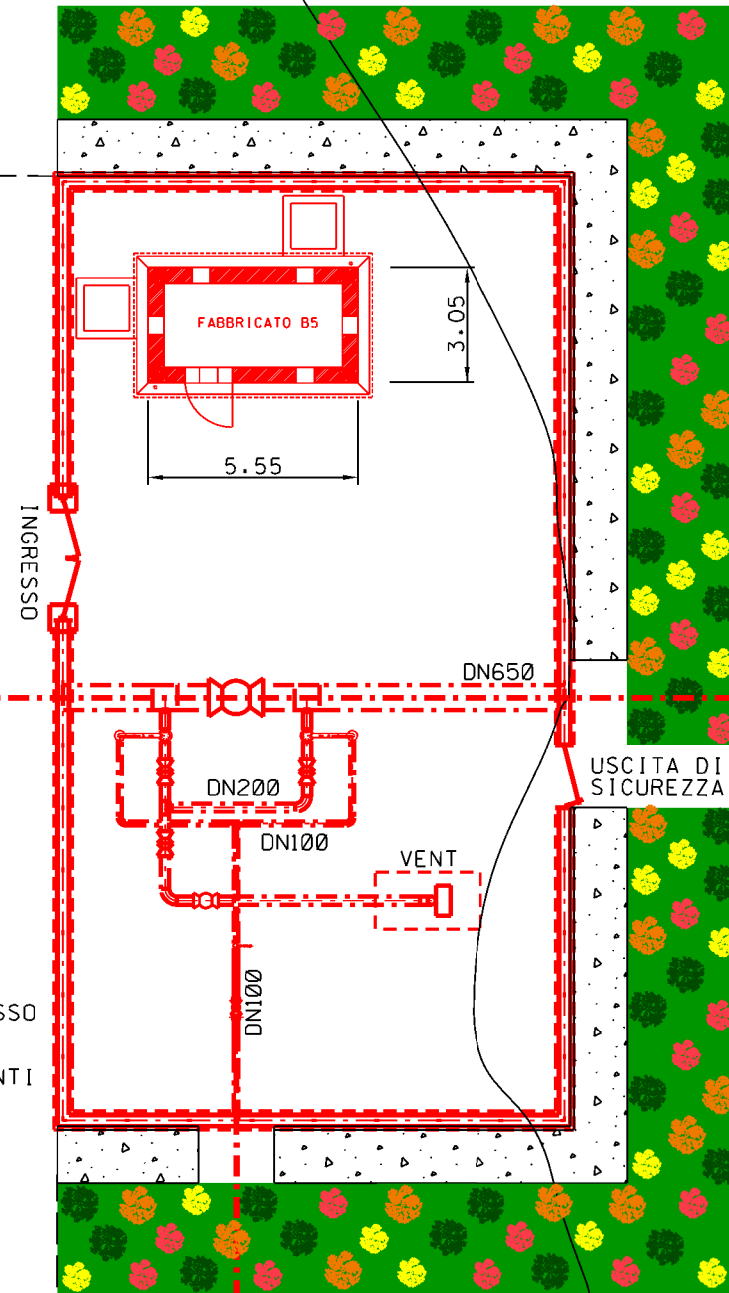 FABBRICATO B5
3.05
5.55
INGRESSO
DN650
USCITA DI
SICUREZZA
DN200
DN100
VENT
DN100
SSO
NTI